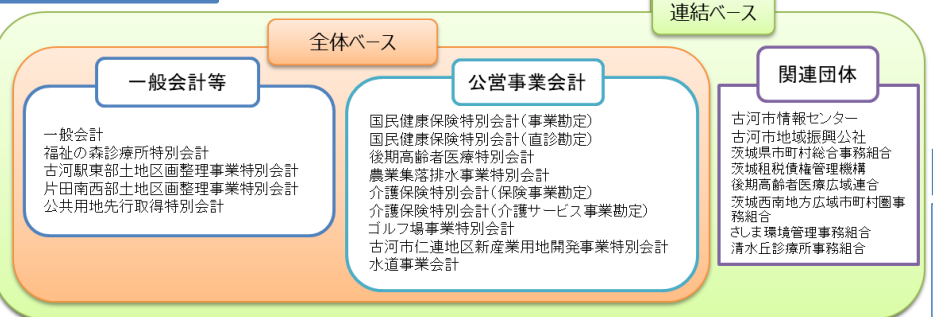 連結ベース
全体ベース
一般会計等
一般会計
福祉の森診療所特別会計
古河駅東部土地区画整理事業特別会計
片田南西部土地区画整理事業特別会計
公共用地先行取得特別会計
公営事業会計
国民健康保険特別会計(事業勘定)
国民健康保険特別会計(直診勘定)
後期高齢者医療特別会計
農業集落排水事業特別会計
介護保険特別会計(保険事業勘定)
介護保険特別会計(介護サービス事業勘定)
ゴルフ場事業特別会計
古河市仁連地区新産業用地開発事業特別会計
水道事業会計
関連団体
古河市情報センター
古河市地域振興公社
茨城県市町村総合事務組合
茨城租税債権管理機構
後期高齢者医療広域連合
茨城西南地方広域市町村圏事
務組合
さしま環境管理事務組合
清水丘診療所事務組合